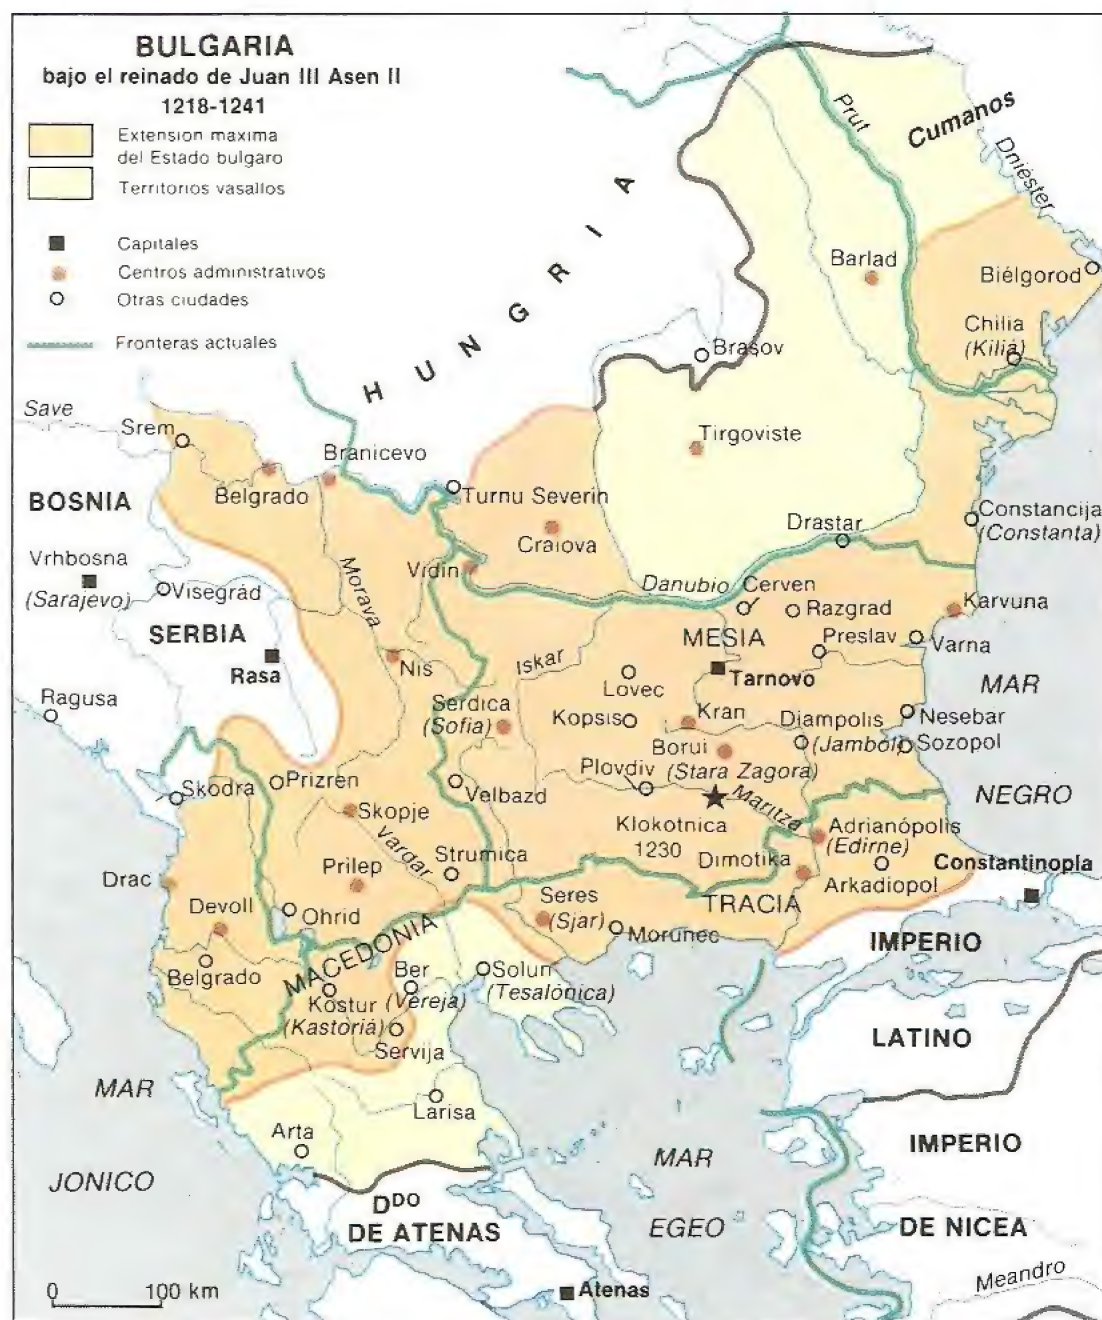 BULGARIA
bajo el reinado de Juan III Asen II
1218-1241
Extension maxima
del Estado bulgaro
Territorios vasallos
Capitales
Centros administrativos
Otras ciudades
Fronteras actuales
HUNGRIA
Prut
Cumanos
Dniéster
Barlad
Biélgorod
Chilia
(Kiliá)
Brasov
Save
Srem
Branicevo
Tirgoviste
Belgrado
BOSNIA
Turnu Severin
Constancija
(Constanta)
Drastar
Craiova
Vrhbosna
(Sarajevo)
Visegrad
Morava
Vidin
Danubio
Cerven
Razgrad
Karvuna
SERBIA
MESIA
Preslav
Varna
Rasa
Nis
Iskar
Lovec
Tarnovo
MAR
Ragusa
Serdica
(Sofia)
Kopsis
Kran
Diampolis
(Jambol)
Nesebar
Sozopol
Borui
(Stara Zagora)
Plovdiv
Skodra
Prizren
Velbazd
NEGRO
Skopje
Maritza
Vardar
Klokotnica
1230
Adrianópolis
(Edirne)
Strumica
Dimotika
Constantinopla
Prilep
Arkadiopol
Drac
Devoll
Seres
(Sjar)
TRACIA
Ohrid
Morunec
IMPERIO
MACEDONIA
Belgrado
Ber
(Vereja)
Solun
(Tesalónica)
Kostur
(Kastoriá)
Servija
LATINO
MAR
Larisa
Arta
IMPERIO
MAR
JONICO
DDO
DE ATENAS
EGEO
DE NICEA
Meandro
0 100 km
Atenas